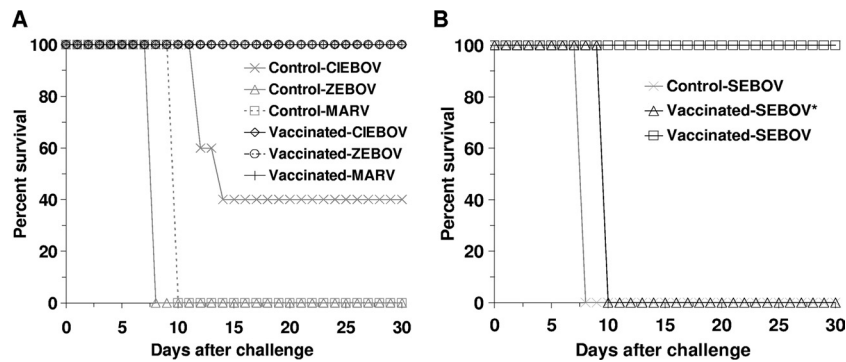 A
Percent survival
100
80
60
40
20
0
0 5 10 15 20 25 30
Days after challenge
Control-CIEBOV
Control-ZEBOV
Control-MARV
Vaccinated-CIEBOV
Vaccinated-ZEBOV
Vaccinated-MARV
B
Percent survival
100
80
60
40
20
0
0 5 10 15 20 25 30
Days after challenge
Control-SEBOV
Vaccinated-SEBOV*
Vaccinated-SEBOV